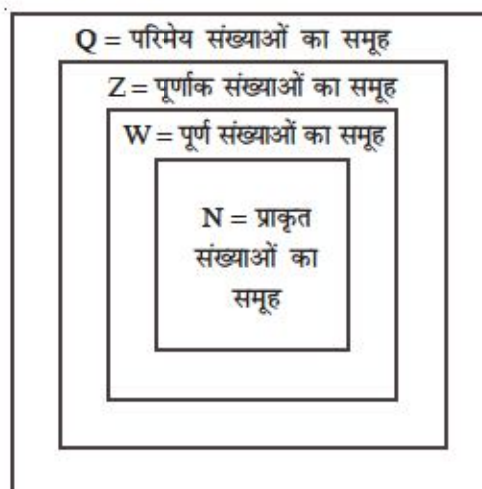 Q = परिमेय संख्याओं का समूह
Z = पूर्णाक संख्याओं का समूह
W = पूर्ण संख्याओं का समूह
N = प्राकृत
संख्याओं का
समूह